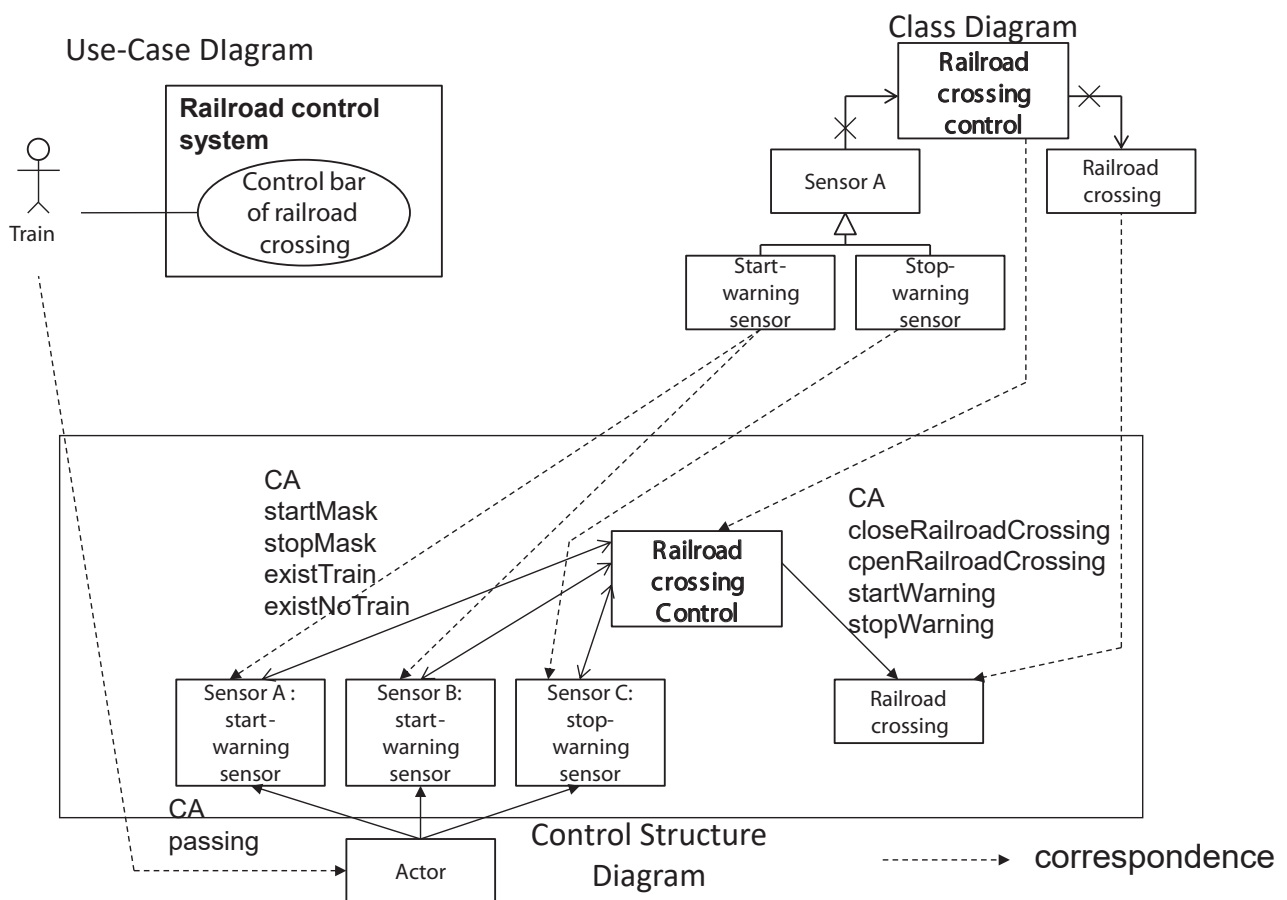 Use-Case DIagram
Railroad control
system
Control bar
of railroad
crossing
Train
Class Diagram
Railroad
crossing
control
Sensor A
Railroad
crossing
Start-
warning
sensor
Stop-
warning
sensor
CA
startMask
stopMask
existTrain
existNoTrain
Railroad
crossing
Control
CA
closeRailroadCrossing
cpenRailroadCrossing
startWarning
stopWarning
Sensor A :
start-
warning
sensor
Sensor B:
start-
warning
sensor
Sensor C:
stop-
warning
sensor
Railroad
crossing
CA
passing
Actor
Control Structure
Diagram
correspondence